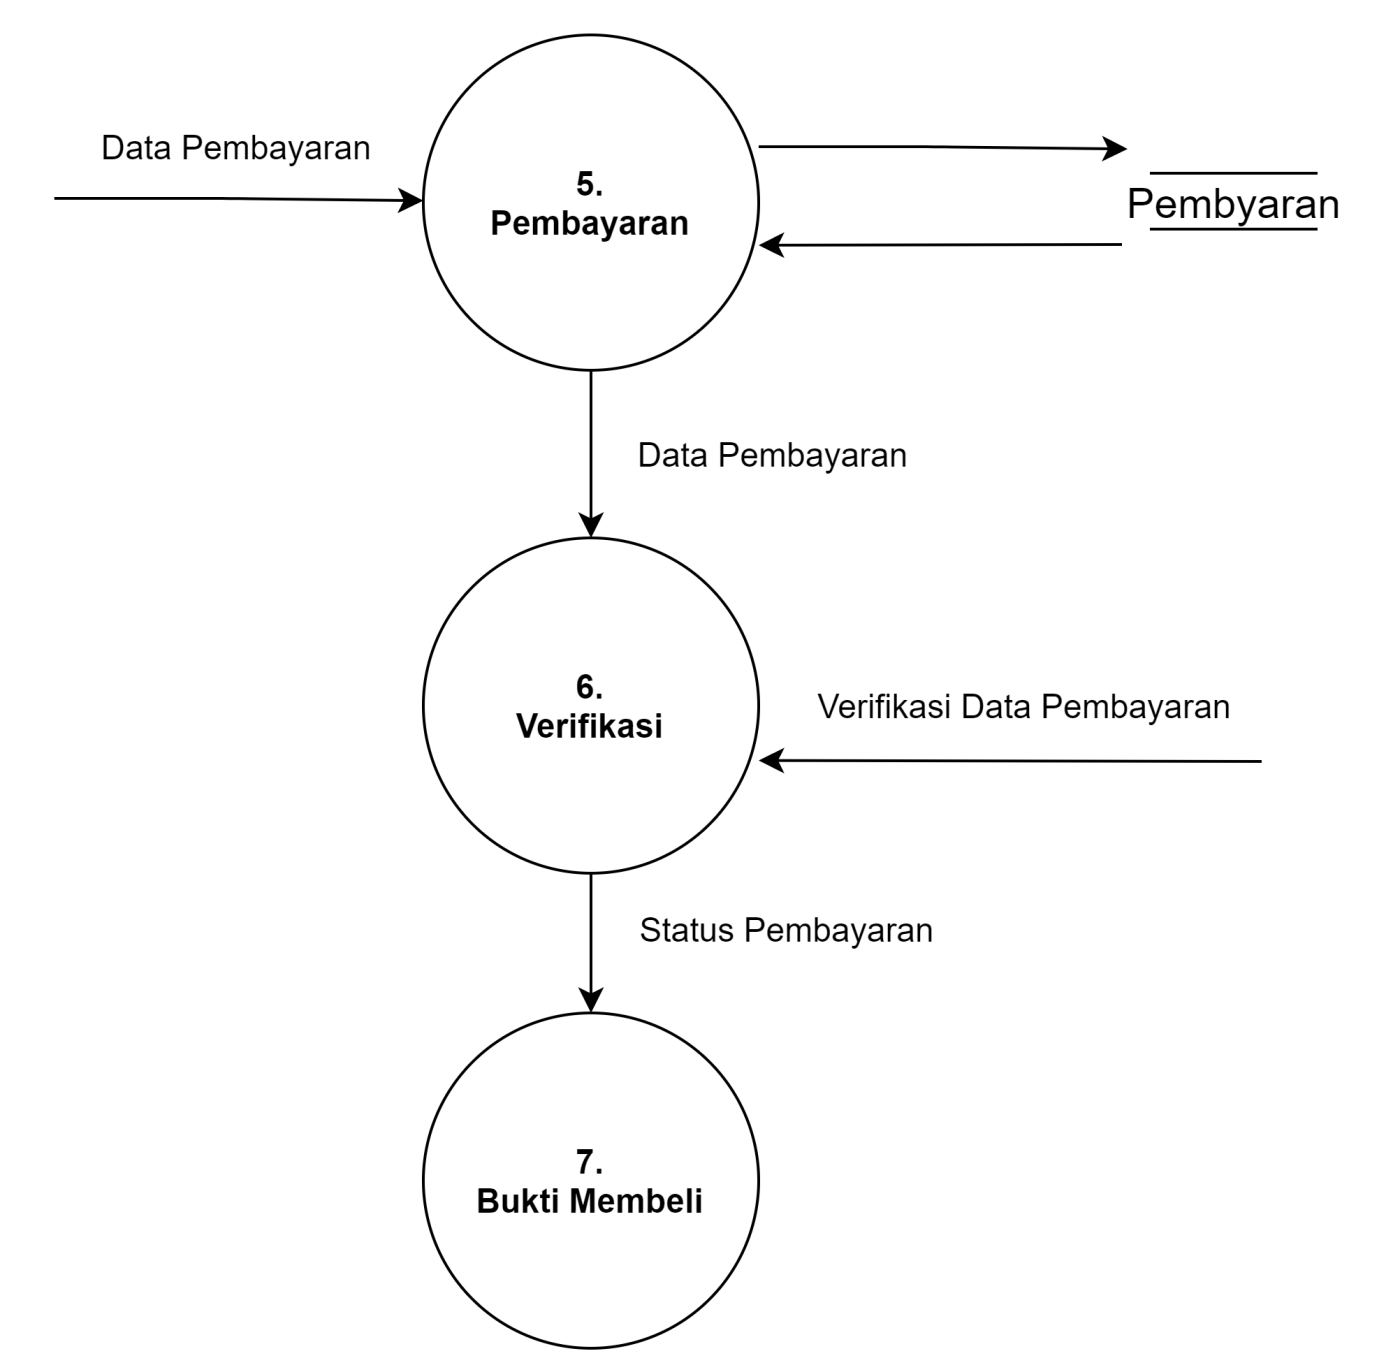 Data Pembayaran
5.
Pembayaran
Pembyaran
Data Pembayaran
6.
Verifikasi
Verifikasi Data Pembayaran
Status Pembayaran
7.
Bukti Membeli